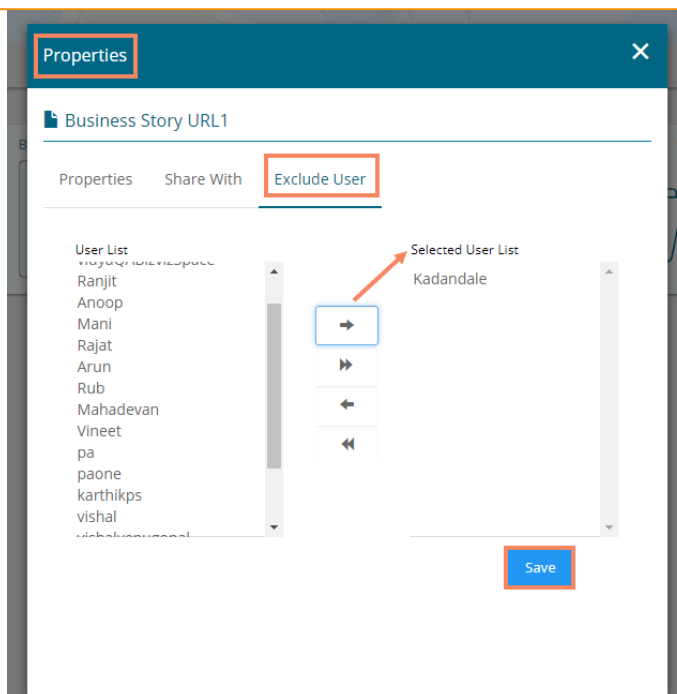 Properties
Business Story URL1
Properties Share With Exclude User
User List
Selected User List
Ranjit
Anoop
Mani
Rajat
Arun
Rub
Mahadevan
Vineet
pa
paone
karthikps
vishal
Kadandale
Save